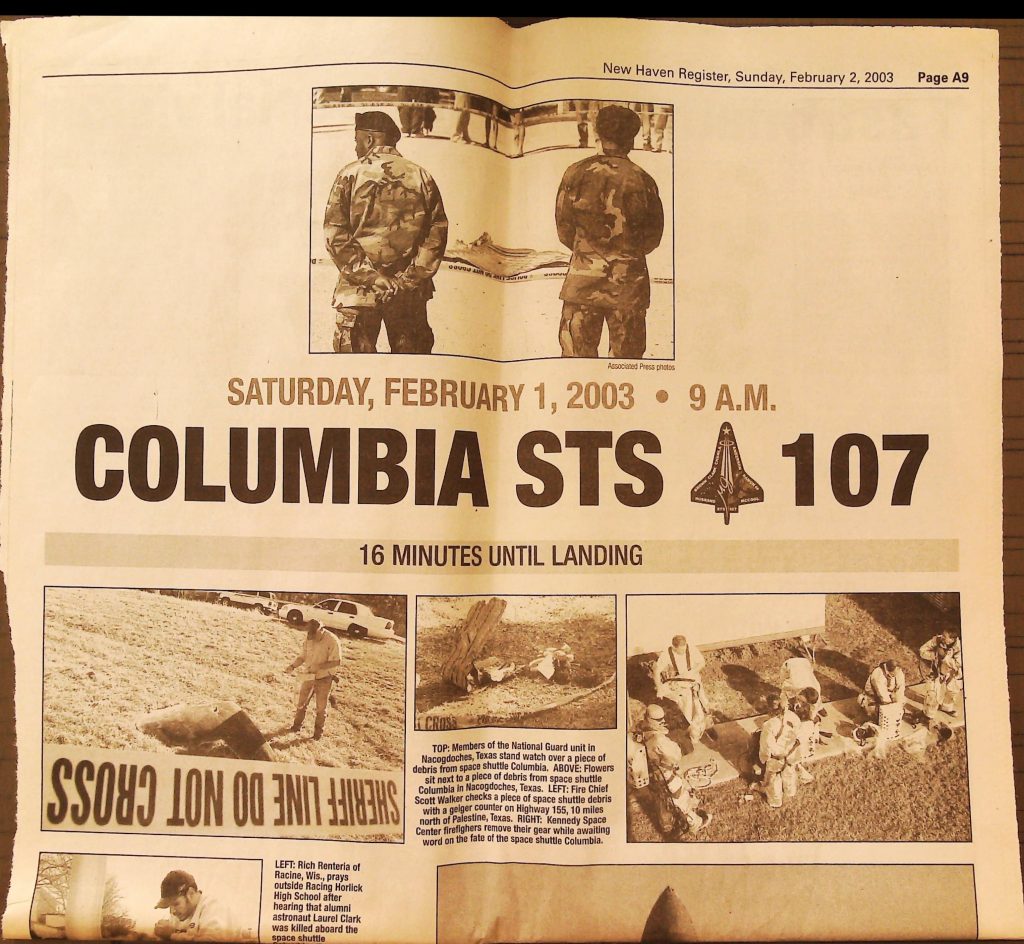 New Haven Register, Sunday, February 2, 2003 Page A9
Associated Press photos
SATURDAY, FEBRUARY 1, 2003 • 9 A.M.
COLUMBIA STS 107
HUSBAND MCCOOL
16 MINUTES UNTIL LANDING
SHERIFF LINE DO NOT CROSS
CROSS
TOP: Members of the National Guard unit in
Nacogdoches, Texas stand watch over a piece of
debris from space shuttle Columbia. ABOVE: Flowers
sit next to a piece of debris from space shuttle
Columbia in Nacogdoches, Texas. LEFT: Fire Chief
Scott Walker checks a piece of space shuttle debris
with a geiger counter on Highway 155, 10 miles
north of Palestine, Texas. RIGHT: Kennedy Space
Center firefighers remove their gear while awaiting
word on the fate of the space shuttle Columbia.
LEFT: Rich Renteria of
Racine, Wis., prays
outside Racing Horlick
High School after
hearing that alumni
astronaut Laurel Clark
was killed aboard the
space shuttle